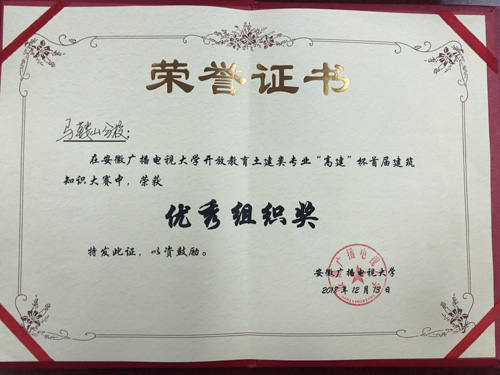 荣誉证书
马鞍山分校：
在安徽广播电视大学开放教育土建类专业“高建”杯首届建筑
知识大赛中，荣获
优秀组织奖
特发此证，以资鼓励。
安徽广播电视大学
2018年12月15日